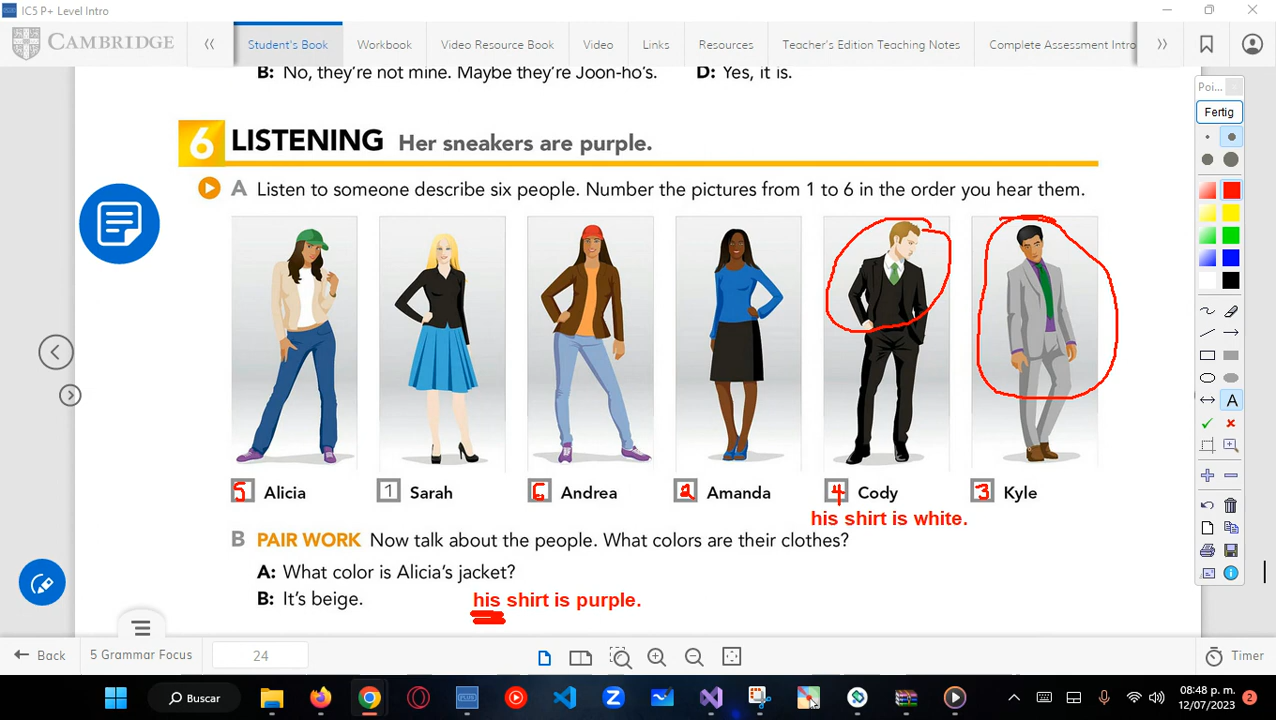 IC5 P+ Level Intro
CAMBRIDGE
Student's Book
Workbook
Video Resource Book
Video
Links
Resources
Teacher's Edition Teaching Notes
Complete Assessment Intro
B: No, they're not mine. Maybe they're Joon-ho's. D: Yes, it is.
Poi...
Fertig
6 LISTENING Her sneakers are purple.
A Listen to someone describe six people. Number the pictures from 1 to 6 in the order you hear them.
A
5 Alicia 1 Sarah 6 Andrea 2 Amanda 4 Cody 3 Kyle
his shirt is white.
B PAIR WORK Now talk about the people. What colors are their clothes?
A: What color is Alicia's jacket?
B: It's beige. his shirt is purple.
Back
5 Grammar Focus
24
Timer
Buscar
PLUS
08:48 p. m.
12/07/2023
2